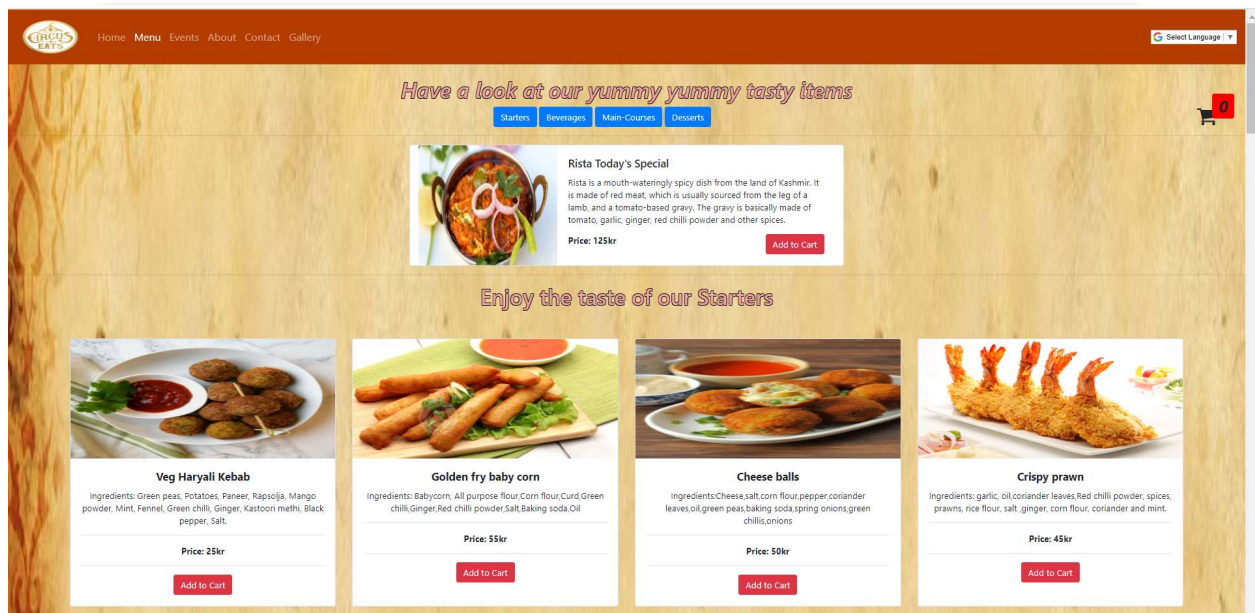 CIRCUS
EATS
Home Menu Events About Contact Gallery
G Select Language ▼
Have a look at our yummy yummy tasty items
Starters Beverages Main-Courses Desserts
0
Rista Today's Special
Rista is a mouth-wateringly spicy dish from the land of Kashmir. It
is made of red meat, which is usually sourced from the leg of a
lamb, and a tomato-based gravy. The gravy is basically made of
tomato, garlic, ginger, red chilli powder and other spices.
Price: 125kr
Add to Cart
Enjoy the taste of our Starters
Veg Haryali Kebab
Ingredients: Green peas, Potatoes, Paneer, Rapsolja, Mango
powder, Mint, Fennel, Green chilli, Ginger, Kastoori methi, Black
pepper, Salt.
Price: 25kr
Add to Cart
Golden fry baby corn
Ingredients: Babycorn, All purpose flour,Corn flour,Curd,Green
chilli,Ginger,Red chilli powder,Salt,Baking soda,Oil
Price: 55kr
Add to Cart
Cheese balls
Ingredients:Cheese,salt,corn flour,pepper,coriander
leaves,oil,green peas,baking soda,spring onions,green
chillis,onions
Price: 50kr
Add to Cart
Crispy prawn
Ingredients: garlic, oil,coriander leaves,Red chilli powder, spices,
prawns, rice flour, salt ,ginger, corn flour, coriander and mint.
Price: 45kr
Add to Cart